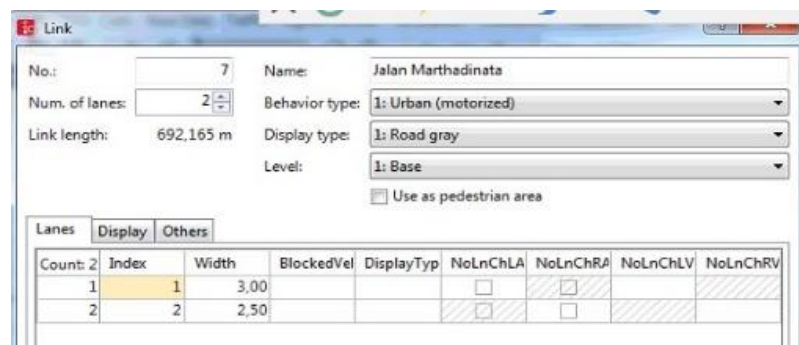 Link
No.: 7 Name: Jalan Marthadinata
Num. of lanes: 2 Behavior type: 1: Urban (motorized)
Link length: 692,165 m Display type: 1: Road gray
Level: 1: Base
Use as pedestrian area
Lanes Display Others
Count: 2 Index Width BlockedVel DisplayTyp NoLnChLA NoLnChRA NoLnChLV NoLnChRV
1 1 3,00
2 2 2,50